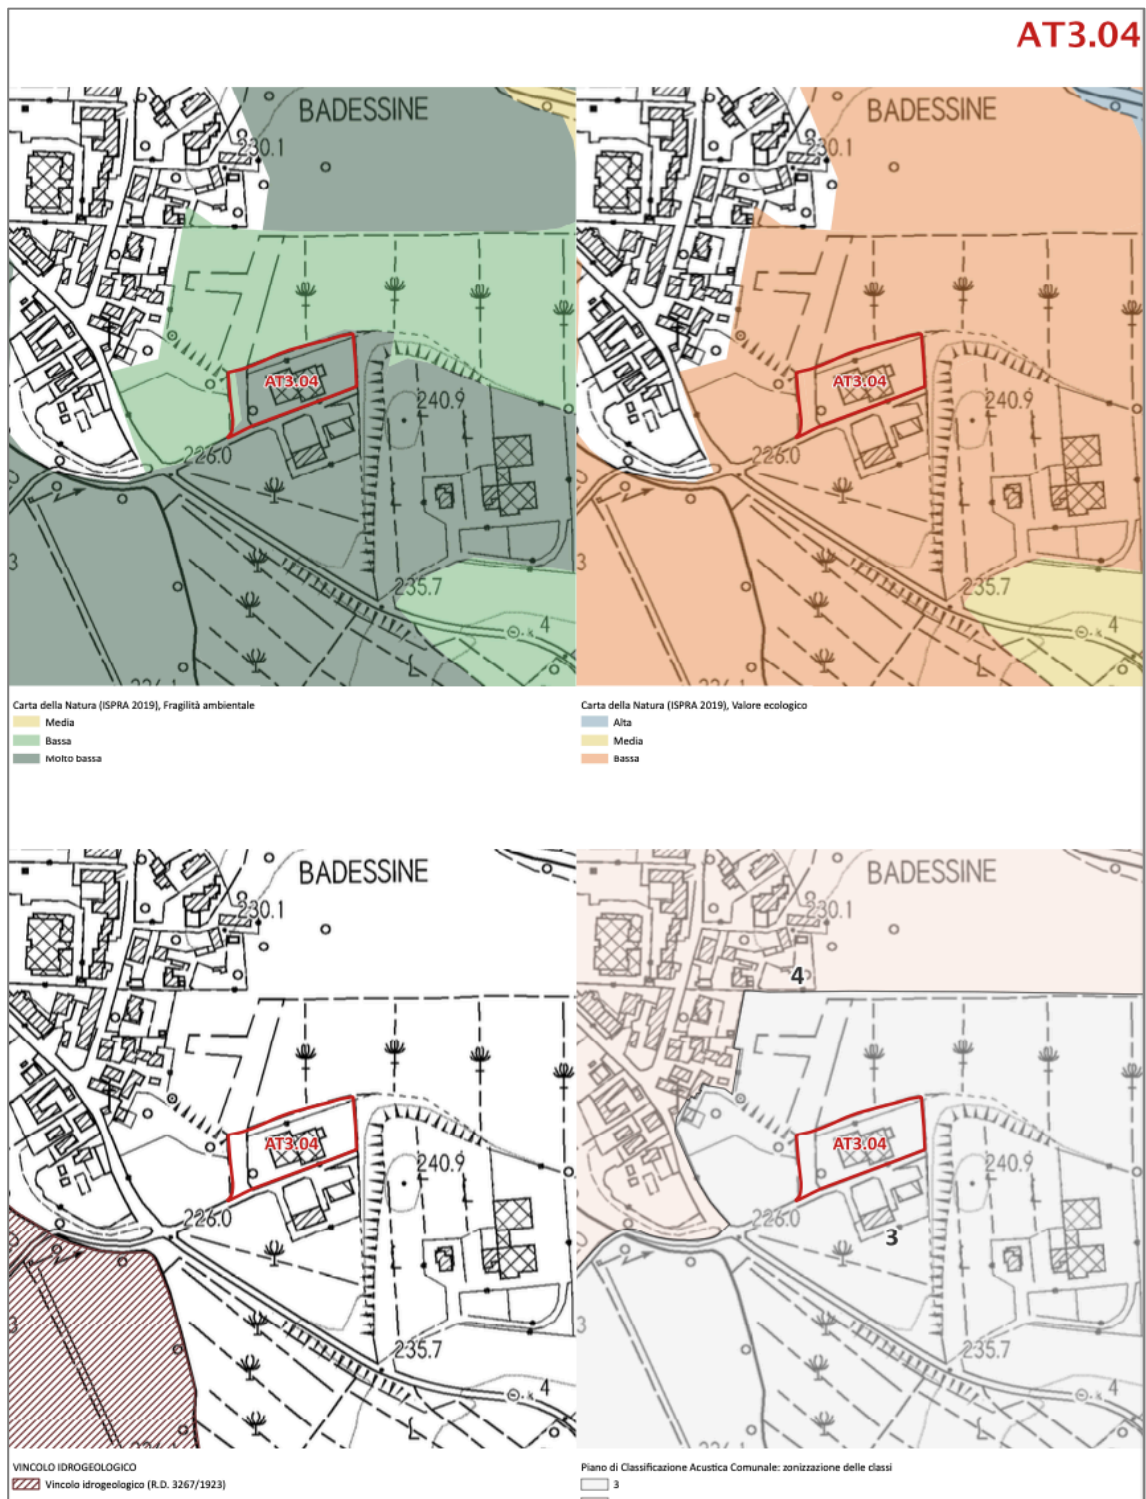 AT3.04
BADESSINE
230.1
AT3.04
240.9
226.0
235.7
4
BADESSINE
230.1
AT3.04
240.9
226.0
3
235.7
4
Carta della Natura (ISPRA 2019), Fragilità ambientale
Media
Bassa
Molto bassa
Carta della Natura (ISPRA 2019), Valore ecologico
Alta
Media
Bassa
BADESSINE
230.1
AT3.04
240.9
226.0
3
235.7
4
BADESSINE
230.1
4
AT3.04
240.9
226.0
3
3
235.7
4
VINCOLO IDROGEOLOGICO
Vincolo idrogeologico (R.D. 3267/1923)
Piano di Classificazione Acustica Comunale: zonizzazione delle classi
3